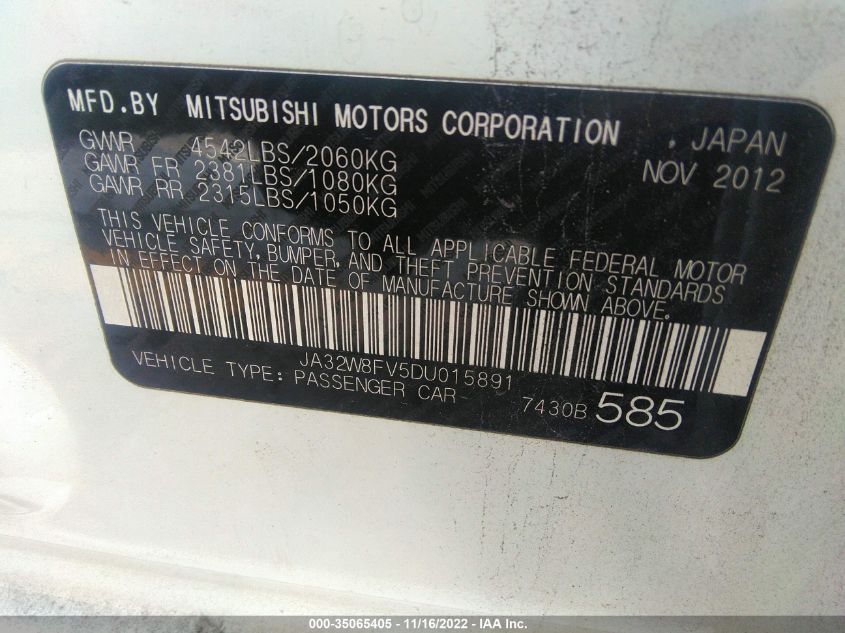 MFD.BY MITSUBISHI MOTORS CORPORATION , JAPAN
GWWR 4542LBS/2060KG NOV 2012
GAWR FR 2381LBS/1080KG
GAWR RR 2315LBS/1050KG
THIS VEHICLE CONFORMS TO ALL APPLICABLE FEDERAL MOTOR
VEHICLE SAFETY, BUMPER, AND THEFT PREVENTION STANDARDS
IN EFFECT ON THE DATE OF MANUFACTURE SHOWN ABOVE.
JA32W8FV5DU015891
VEHICLE TYPE: PASSENGER CAR 7430B 585
000-35065405 - 11/16/2022 - IAA Inc.